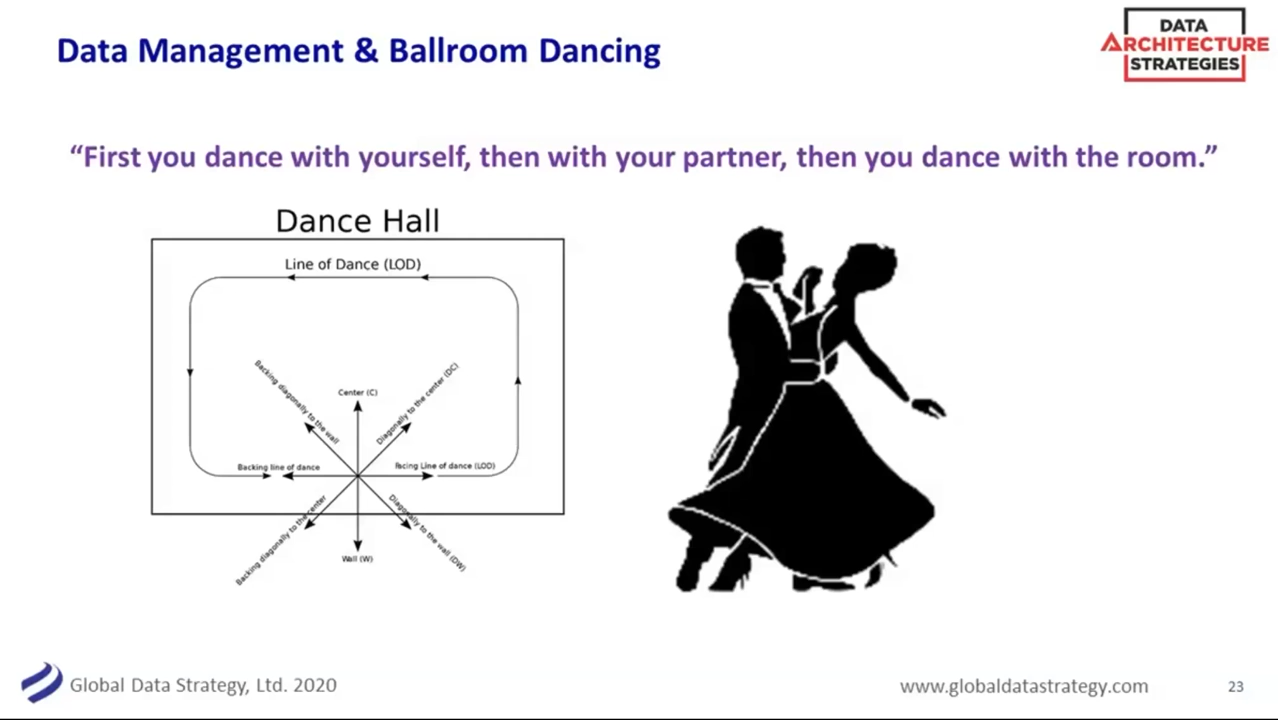 Data Management & Ballroom Dancing
DATA
ARCHITECTURE
STRATEGIES
“First you dance with yourself, then with your partner, then you dance with the room.”
Dance Hall
Line of Dance (LOD)
Backing diagonally to the wall
Center (C)
Diagonally to the center (DC)
Backing line of dance
Facing Line of dance (LOD)
Backing diagonally to the center
Wall (W)
Diagonally to the wall (DW)
Global Data Strategy, Ltd. 2020
www.globaldatastrategy.com
23